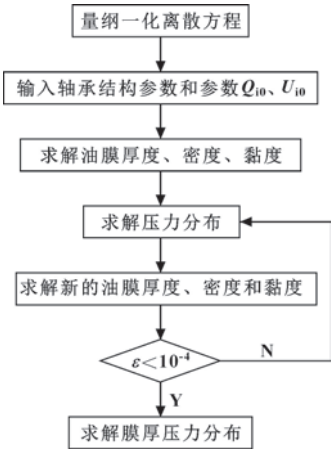 量纲一化离散方程
输入轴承结构参数和参数Qi0、Ui0
求解油膜厚度、密度、黏度
求解压力分布
求解新的油膜厚度、密度和黏度
ε<10⁻⁴
N
Y
求解膜厚压力分布